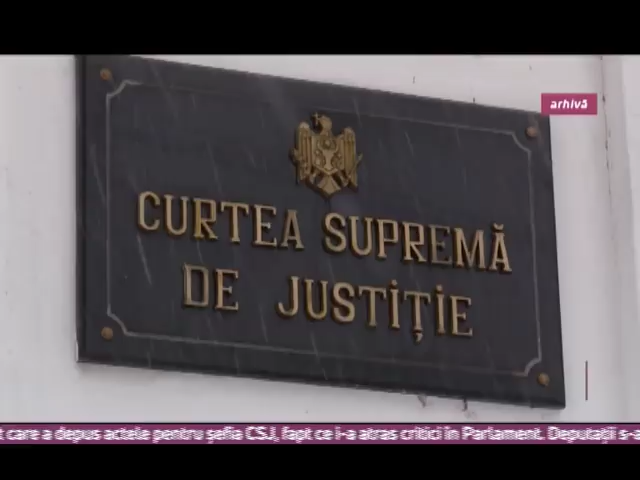 arhivă
CURTEA SUPREMĂ
DE JUSTIȚIE
care a depus actele pentru șefia CSJ, fapt ce i-a atras critici în Parlament. Deputații s-a